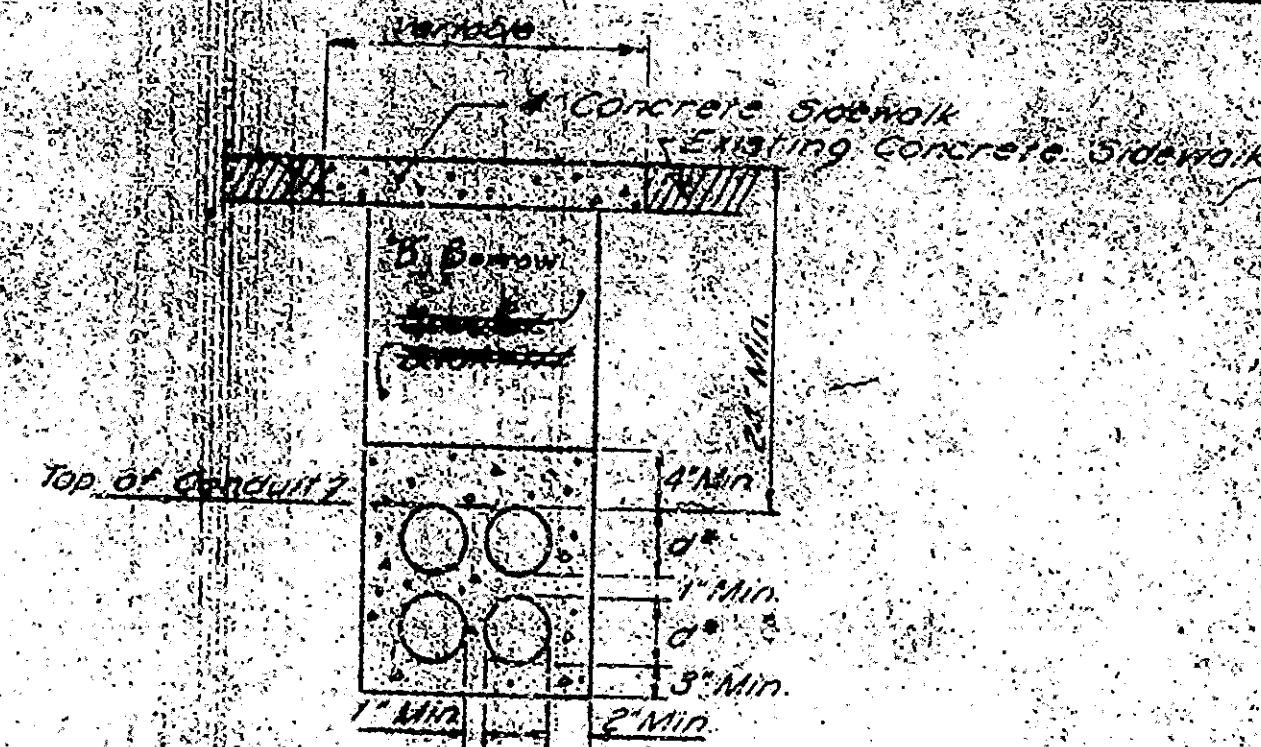 Variable
4" Concrete Sidewalk
Existing Concrete Sidewalk
"B" Borrow
24" Min.
Top of Conduit
4" Min
d*
1" Min.
d*
3" Min.
1" Min
2" Min.